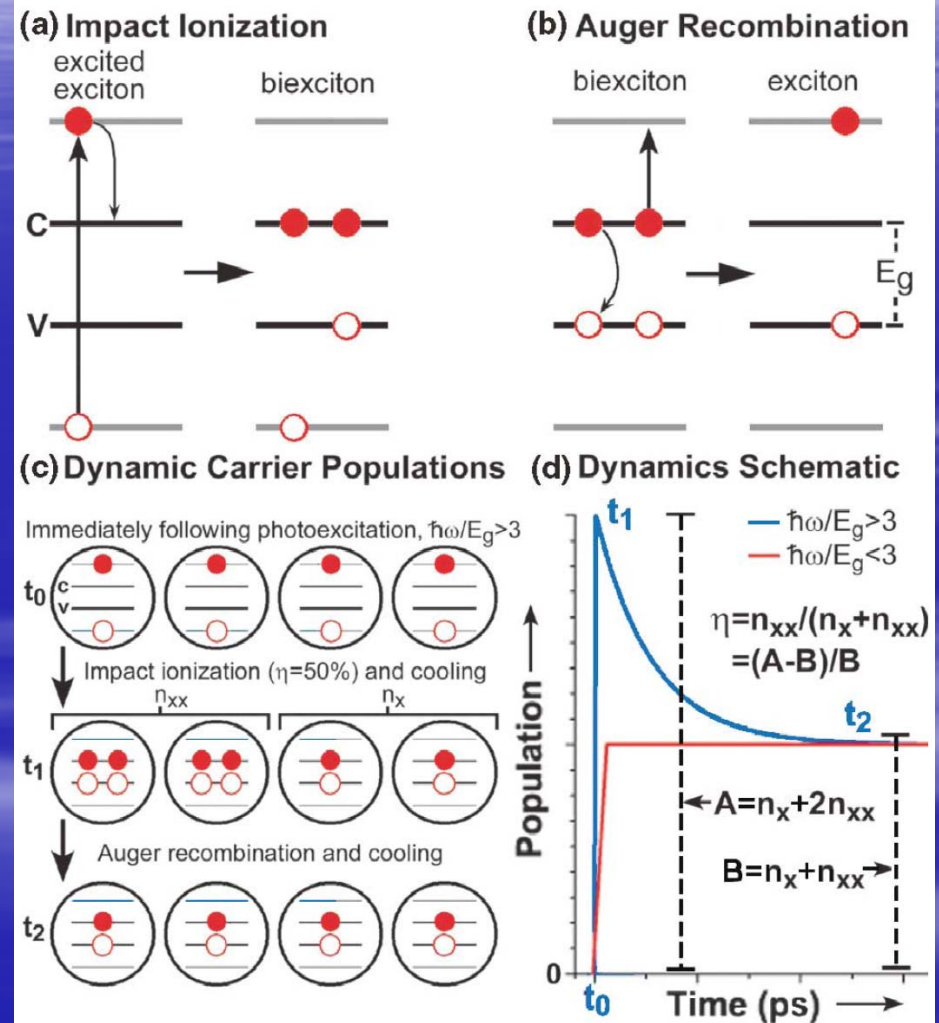 (a) Impact Ionization
excited
exciton
biexciton
C
V
(b) Auger Recombination
biexciton
exciton
Eg
(c) Dynamic Carrier Populations
Immediately following photoexcitation, ħω/Eg>3
t0
c
v
Impact ionization (η=50%) and cooling
nxx
nx
t1
Auger recombination and cooling
t2
(d) Dynamics Schematic
t1
ħω/Eg>3
ħω/Eg<3
η=nxx/(nx+nxx)
=(A-B)/B
t2
A=nx+2nxx
B=nx+nxx
Population
0
t0
Time (ps)